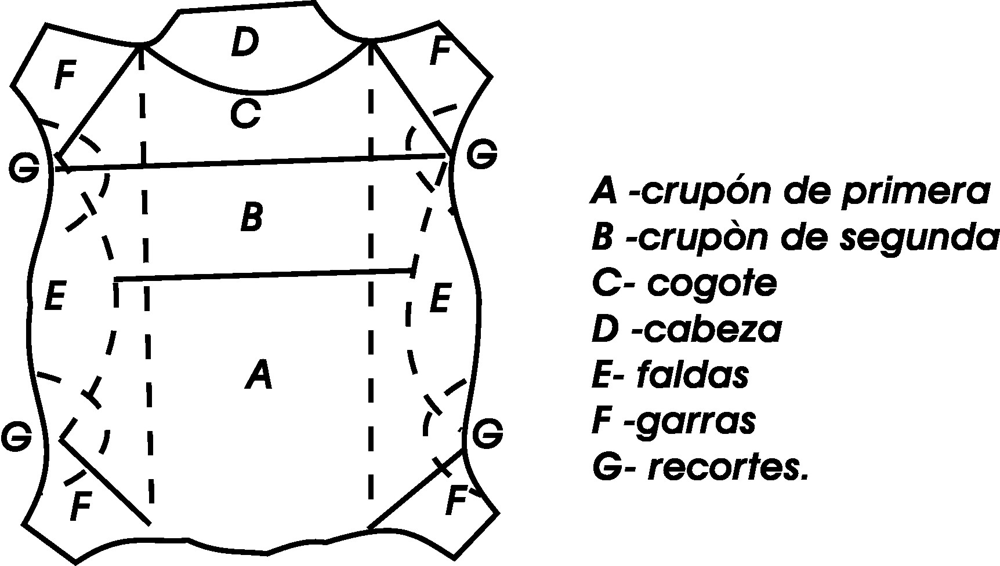 D
F
F
C
G
G
B
E
E
A
G
G
F
F
A -crupón de primera
B -crupòn de segunda
C- cogote
D -cabeza
E- faldas
F -garras
G- recortes.